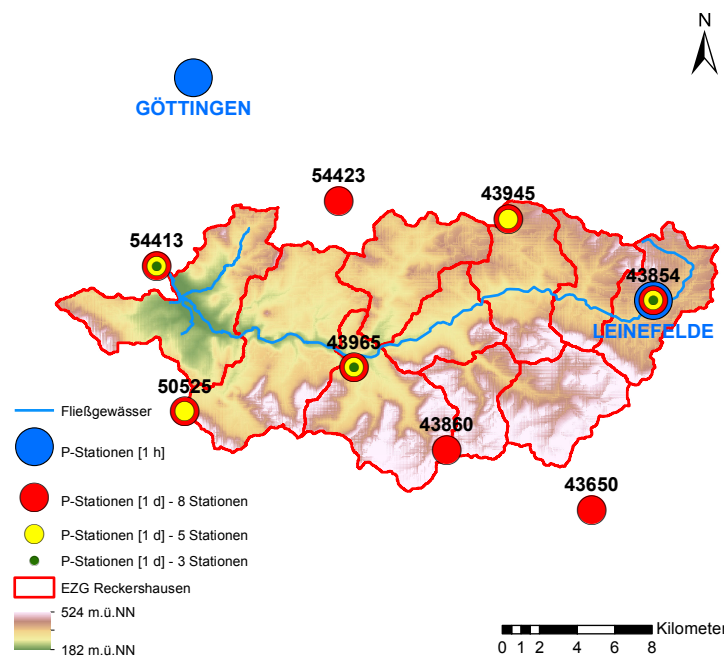 N
GÖTTINGEN
54423
43945
54413
43854
LEINEFELDE
43965
50525
43860
43650
Fließgewässer
P-Stationen [1 h]
P-Stationen [1 d] - 8 Stationen
P-Stationen [1 d] - 5 Stationen
P-Stationen [1 d] - 3 Stationen
EZG Reckershausen
524 m.ü.NN
182 m.ü.NN
Kilometer
0 1 2 4 6 8